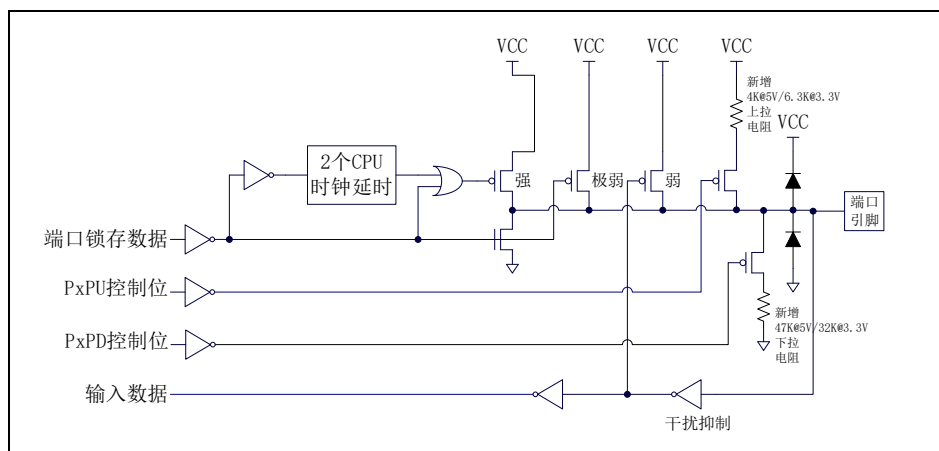 VCC VCC VCC VCC
新增
4K@5V/6.3K@3.3V
上拉
电阻
VCC
2个CPU
时钟延时
强 极弱 弱
端口
引脚
端口锁存数据
PxPU控制位
新增
47K@5V/32K@3.3V
下拉
电阻
PxPD控制位
输入数据
干扰抑制